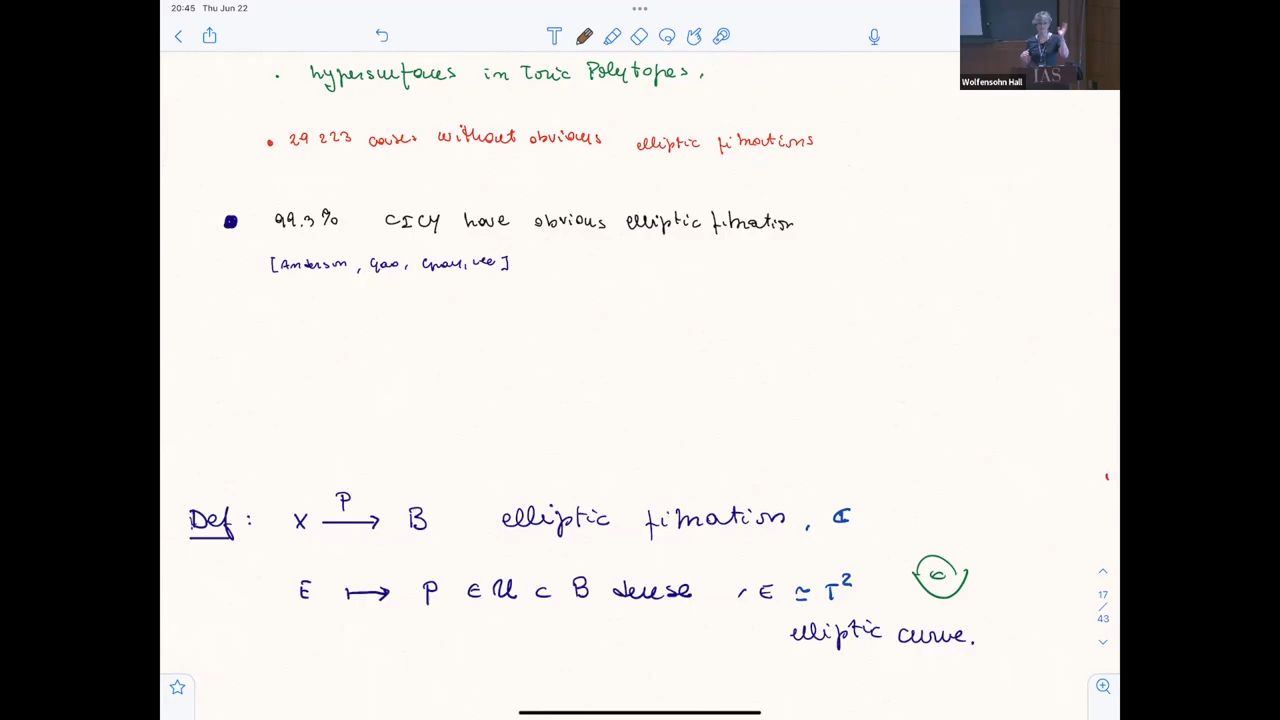 20:45 Thu Jun 22
IAS
Wolfensohn Hall
• hypersurfaces in Toric Polytopes.
• 29 223 cases without obvious elliptic fibrations
99.3% CICY have obvious elliptic fibration
[Anderson, Gao, Gray, Lee]
Def: X P→ B elliptic fibration, ℂ
E ↦ p ∈ U ⊂ B dense, E ≃ T²
elliptic curve.
17
/
43